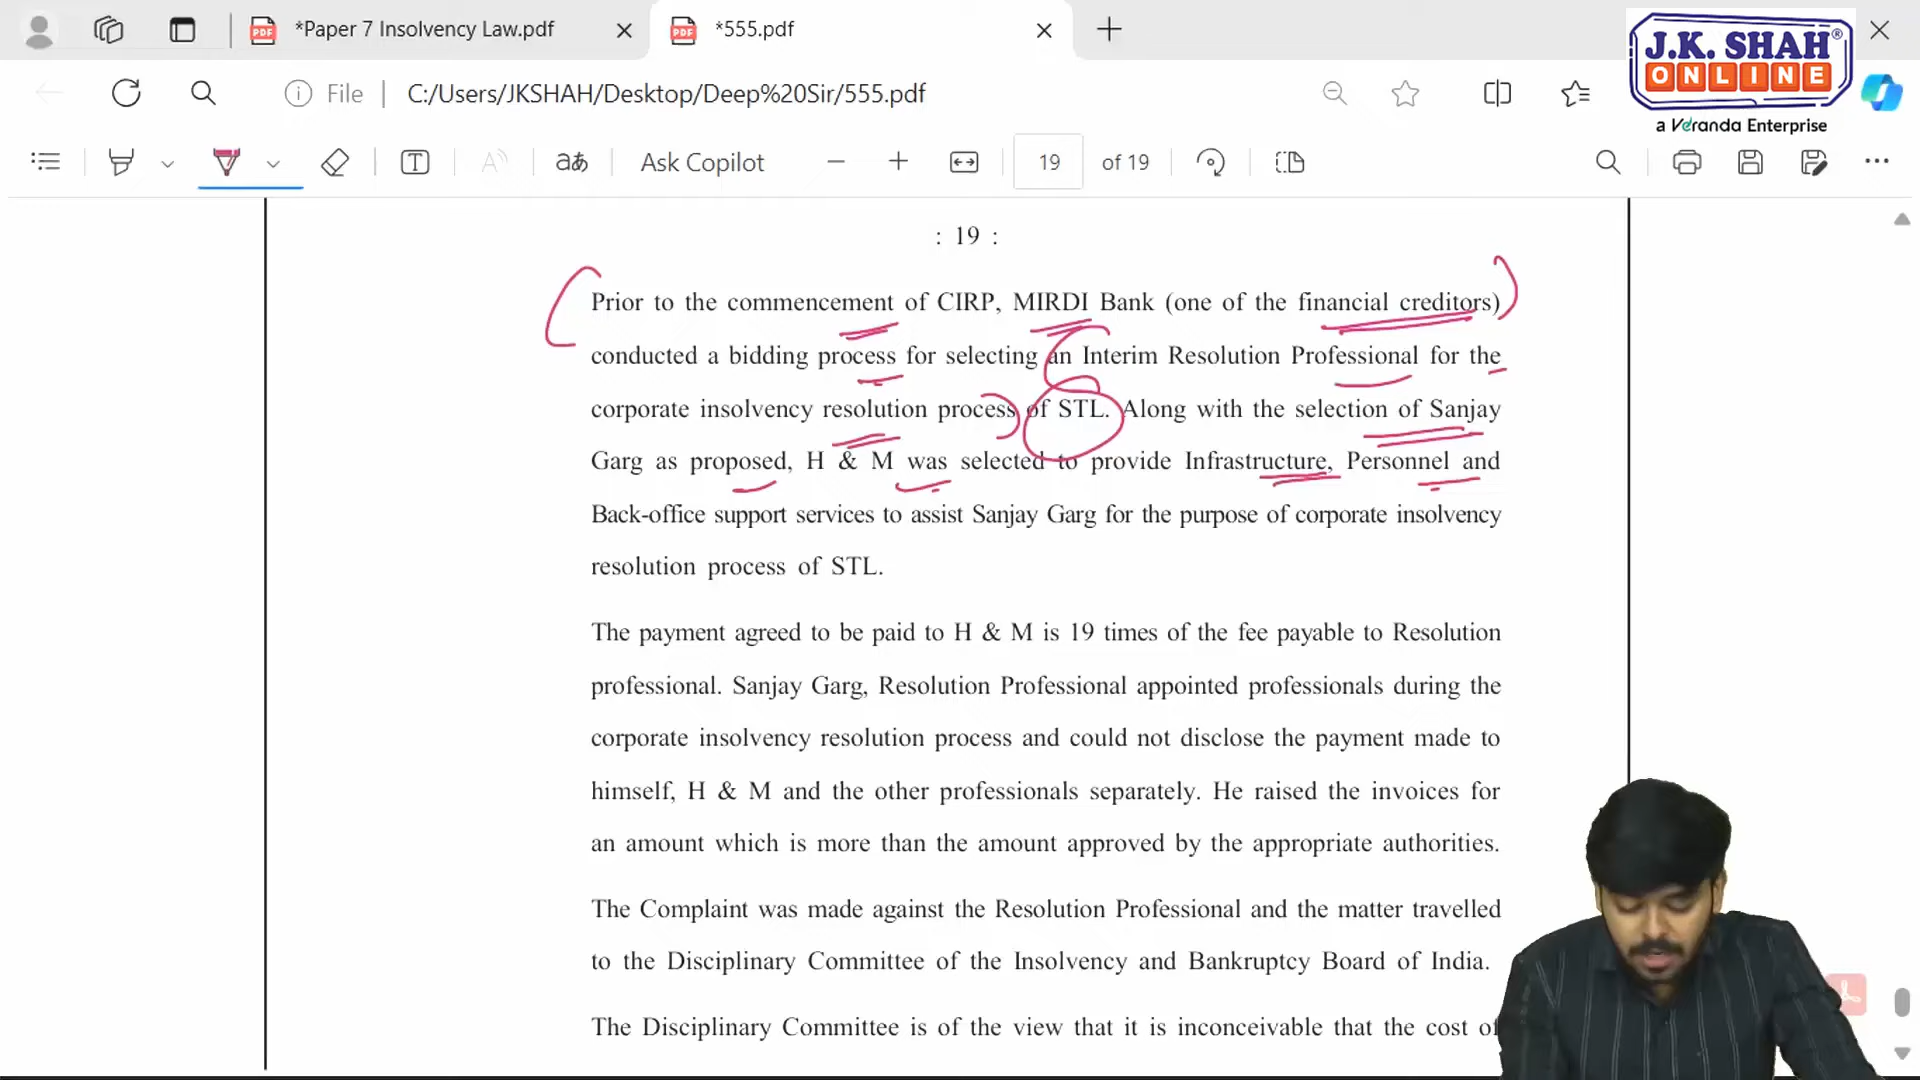 *Paper 7 Insolvency Law.pdf
*555.pdf
J.K. SHAH®
ONLINE
a Veranda Enterprise
File
C:/Users/JKSHAH/Desktop/Deep%20Sir/555.pdf
Ask Copilot
19 of 19
: 19 :
Prior to the commencement of CIRP, MIRDI Bank (one of the financial creditors)
conducted a bidding process for selecting an Interim Resolution Professional for the
corporate insolvency resolution process of STL. Along with the selection of Sanjay
Garg as proposed, H & M was selected to provide Infrastructure, Personnel and
Back-office support services to assist Sanjay Garg for the purpose of corporate insolvency
resolution process of STL.
The payment agreed to be paid to H & M is 19 times of the fee payable to Resolution
professional. Sanjay Garg, Resolution Professional appointed professionals during the
corporate insolvency resolution process and could not disclose the payment made to
himself, H & M and the other professionals separately. He raised the invoices for
an amount which is more than the amount approved by the appropriate authorities.
The Complaint was made against the Resolution Professional and the matter travelled
to the Disciplinary Committee of the Insolvency and Bankruptcy Board of India.
The Disciplinary Committee is of the view that it is inconceivable that the cost of